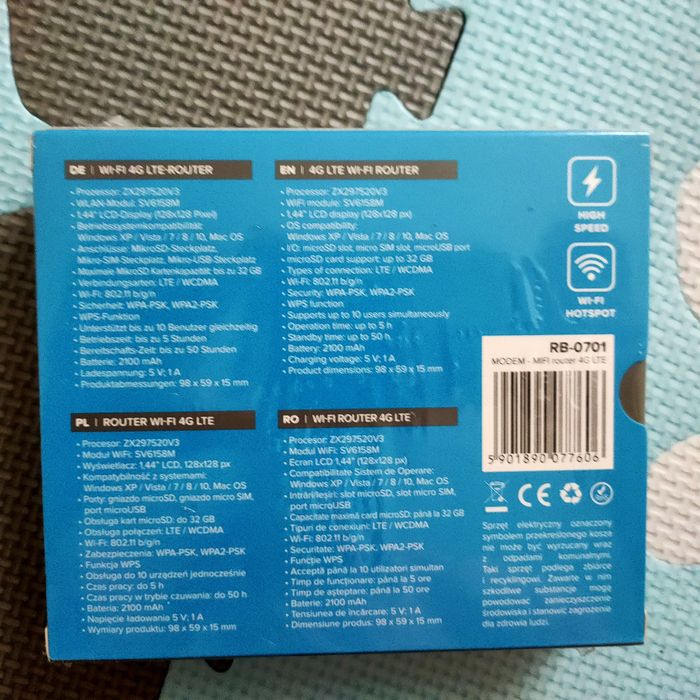 DE | WI-FI 4G LTE-ROUTER
• Prozessor: ZX297520V3
• WLAN-Modul: SV6158M
• 1,44" LCD-Display (128x128 Pixel)
• Betriebssystemkompatibilität:
Windows XP / Vista / 7 / 8 / 10, Mac OS
• Anschlüsse: Mikro-SD-Steckplatz,
Mikro-SIM-Steckplatz, Mikro-USB-Steckplatz
• Maximale MikroSD Kartenkapazität: bis zu 32 GB
• Verbindungsarten: LTE / WCDMA
• Wi-Fi: 802.11 b/g/n
• Sicherheit: WPA-PSK, WPA2-PSK
• WPS-Funktion
• Unterstützt bis zu 10 Benutzer gleichzeitig
• Betriebszeit: bis zu 5 Stunden
• Bereitschafts-Zeit: bis zu 50 Stunden
• Batterie: 2100 mAh
• Ladespannung: 5 V; 1 A
• Produktabmessungen: 98 x 59 x 15 mm
EN | 4G LTE WI-FI ROUTER
• Processor: ZX297520V3
• WiFi module: SV6158M
• 1,44" LCD display (128x128 px)
• OS compatibility:
Windows XP / Vista / 7 / 8 / 10, Mac OS
• I/O: microSD slot, micro SIM slot, microUSB port
• microSD card support: up to 32 GB
• Types of connection: LTE / WCDMA
• Wi-Fi: 802.11 b/g/n
• Security: WPA-PSK, WPA2-PSK
• WPS function
• Supports up to 10 users simultaneously
• Operation time: up to 5 h
• Standby time: up to 50 h
• Battery: 2100 mAh
• Charging voltage: 5 V; 1 A
• Product dimensions: 98 x 59 x 15 mm
HIGH
SPEED
WI-FI
HOTSPOT
RB-0701
MODEM - MIFI router 4G LTE
5 901890 077606
PL | ROUTER WI-FI 4G LTE
• Procesor: ZX297520V3
• Moduł WiFi: SV6158M
• Wyświetlacz: 1,44" LCD, 128x128 px
• Kompatybilność z systemami:
Windows XP / Vista / 7 / 8 / 10, Mac OS
• Porty: gniazdo microSD, gniazdo micro SIM,
port microUSB
• Obsługa kart microSD: do 32 GB
• Obsługa połączeń: LTE / WCDMA
• Wi-Fi: 802.11 b/g/n
• Zabezpieczenia: WPA-PSK, WPA2-PSK
• Funkcja WPS
• Obsługa do 10 urządzeń jednocześnie
• Czas pracy: do 5 h
• Czas pracy w trybie czuwania: do 50 h
• Bateria: 2100 mAh
• Napięcie ładowania 5 V; 1 A
• Wymiary produktu: 98 x 59 x 15 mm
RO | WI-FI ROUTER 4G LTE
• Procesor: ZX297520V3
• Modul WiFi: SV6158M
• Ecran LCD 1,44" (128x128 px)
• Compatibilitate Sistem de Operare:
Windows XP / Vista / 7 / 8 / 10, Mac OS
• Intrări/Ieșiri: slot microSD, slot micro SIM,
port microUSB
• Capacitate maximă card microSD: până la 32 GB
• Tipuri de conexiun: LTE / WCDMA
• Wi-Fi: 802.11 b/g/n
• Securitate: WPA-PSK, WPA2-PSK
• Funcție WPS
• Acceptă până la 10 utilizatori simultan
• Timp de funcționare: până la 5 ore
• Timp de așteptare: până la 50 ore
• Baterie: 2100 mAh
• Tensiunea de încărcare: 5 V; 1 A
• Dimensiune produs: 98 x 59 x 15 mm
CE
Sprzęt elektryczny oznaczony
symbolem przekreślonego kosza
nie może być wyrzucany wraz
z odpadami komunalnymi.
Taki sprzęt podlega zbiórce
i recyklingowi. Zawarte w nim
szkodliwe substancje mogą
powodować zanieczyszczenie
środowiska i stanowić zagrożenie
dla zdrowia ludzi.